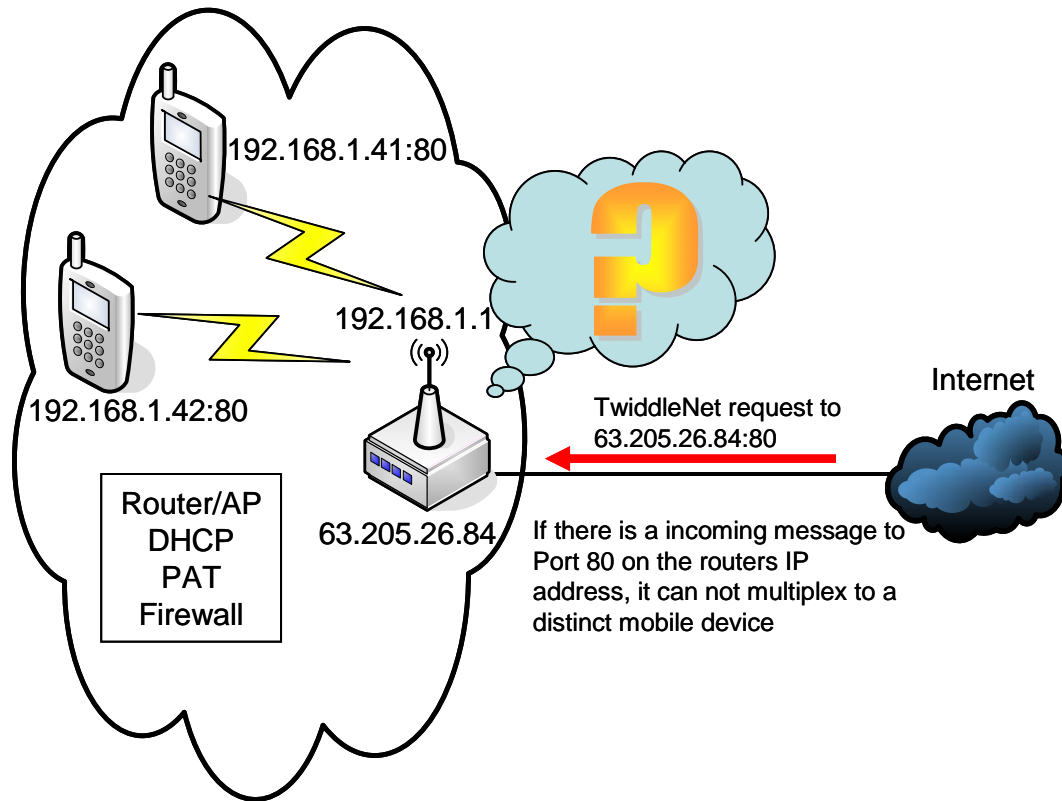 192.168.1.41:80
192.168.1.1
192.168.1.42:80
?
Internet
TwiddleNet request to
63.205.26.84:80
Router/AP
DHCP
PAT
Firewall
63.205.26.84
If there is a incoming message to
Port 80 on the routers IP
address, it can not multiplex to a
distinct mobile device